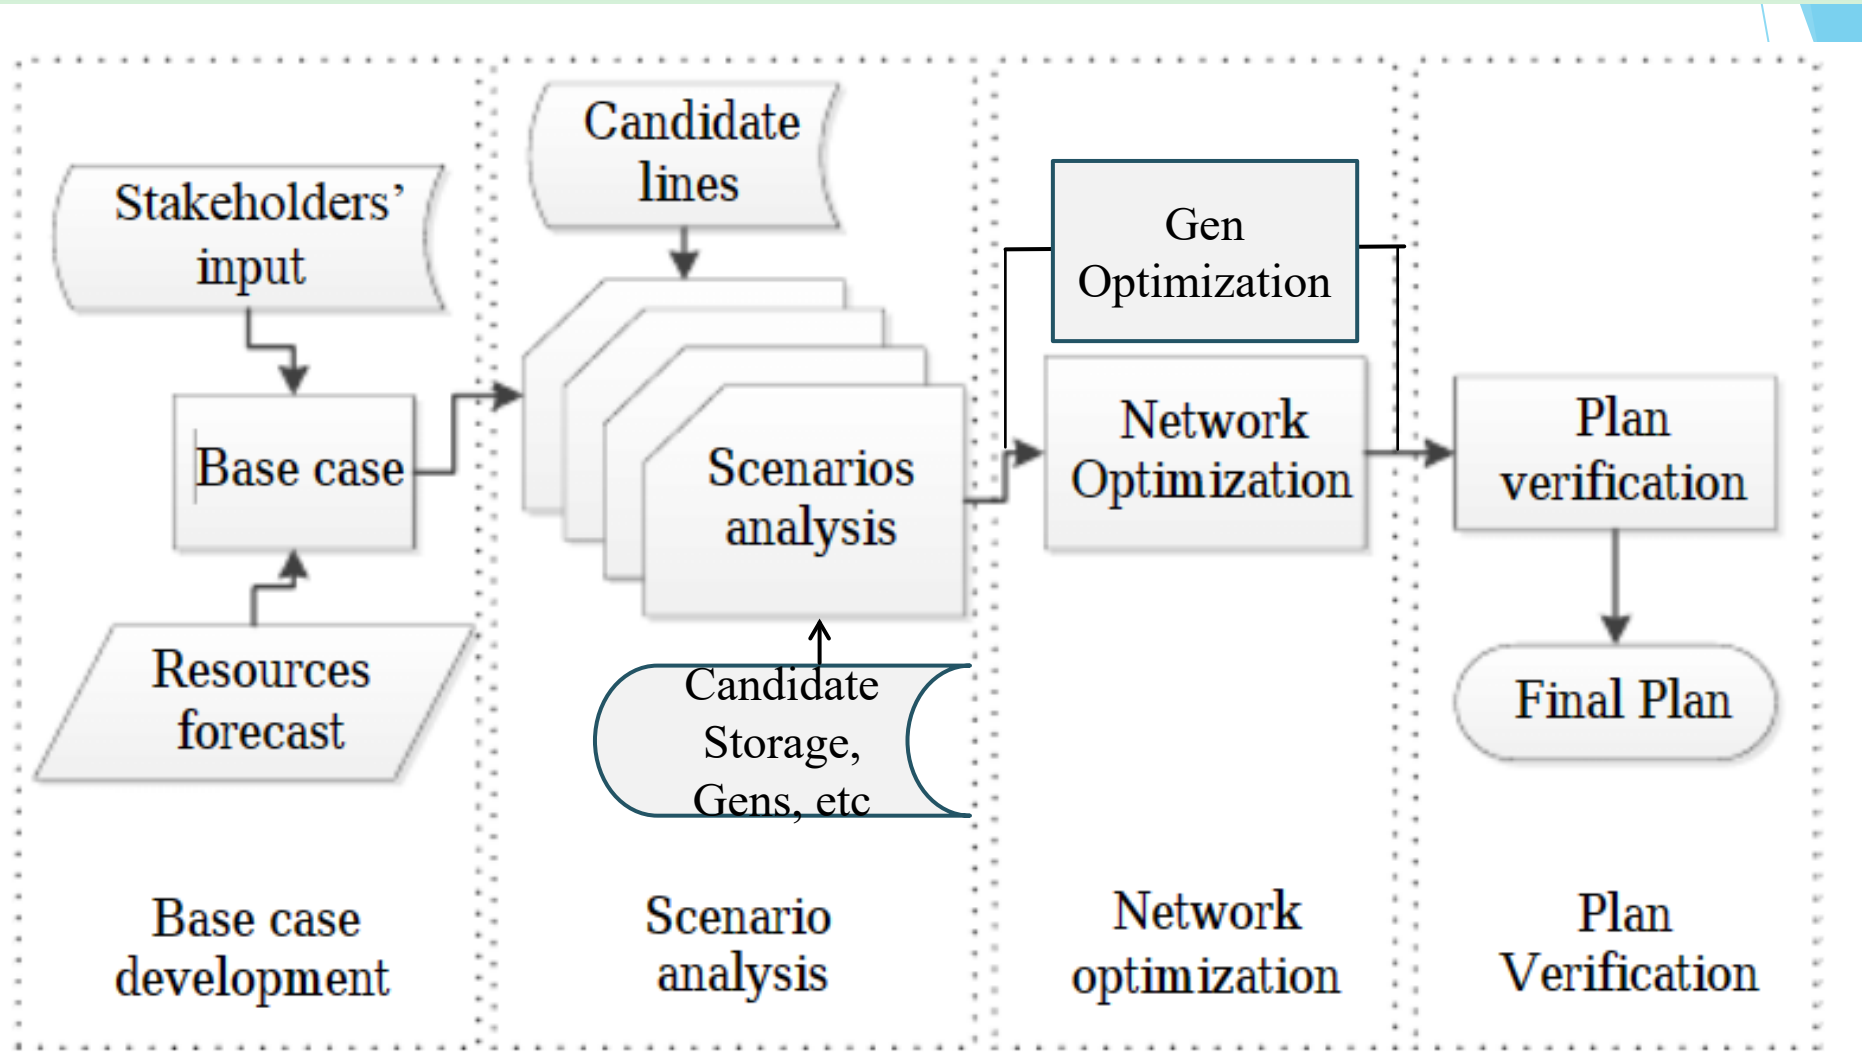 Stakeholders’
input
Base case
Resources
forecast
Base case
development
Candidate
lines
Scenarios
analysis
Candidate
Storage,
Gens, etc
Scenario
analysis
Gen
Optimization
Network
Optimization
Network
optimization
Plan
verification
Final Plan
Plan
Verification